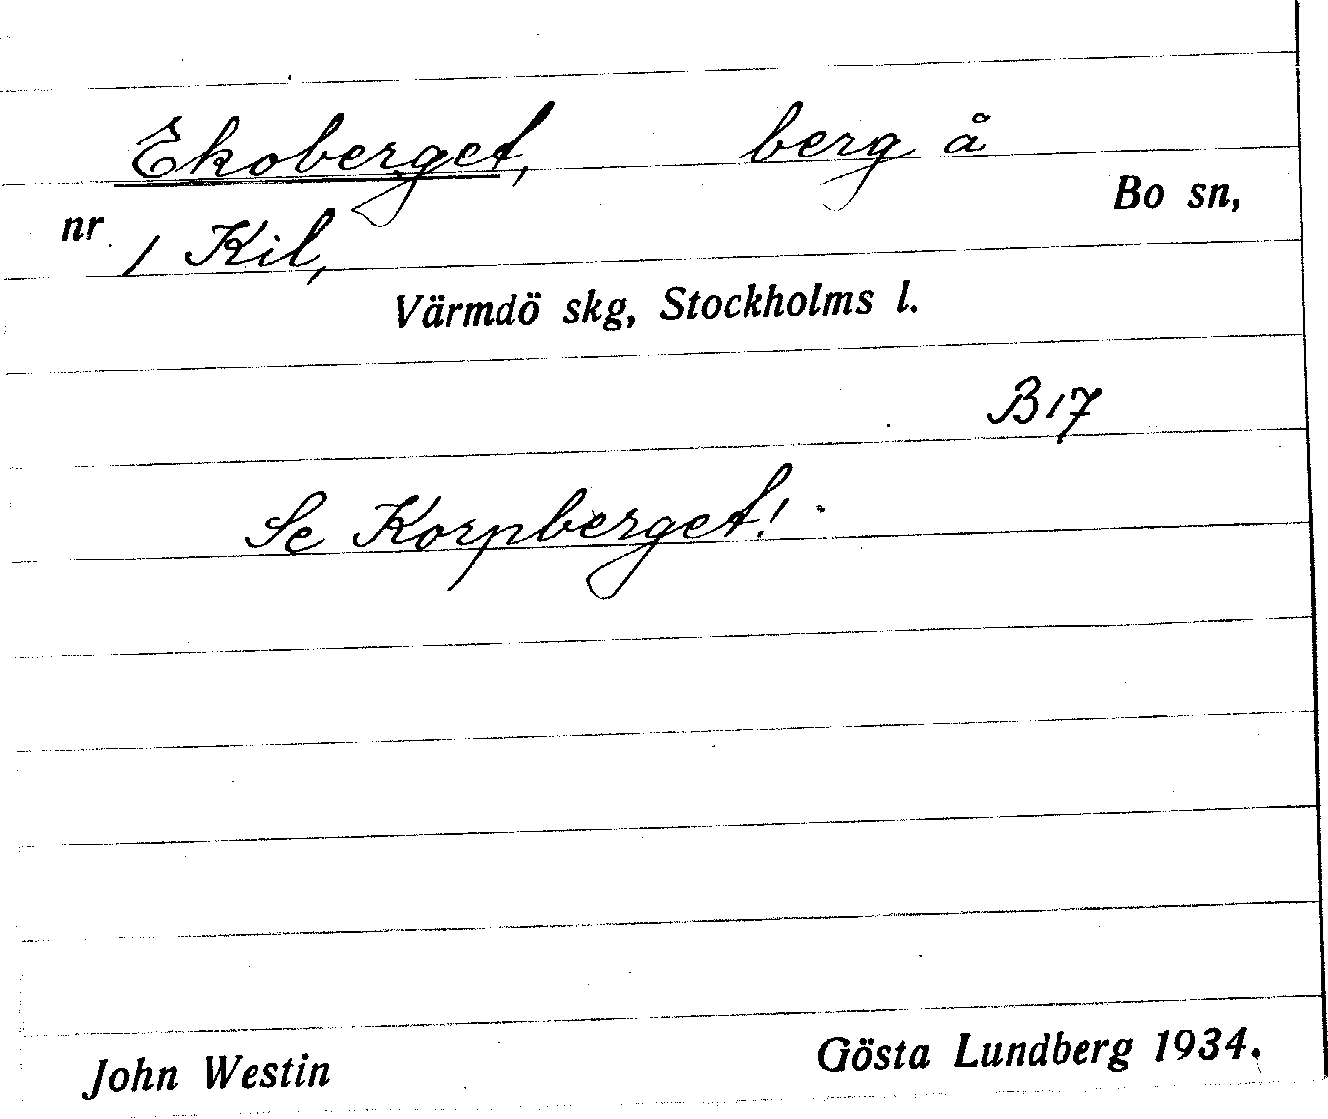 Ekoberget, berg å
Bo sn,
nr 1 Kil,
Värmdö skg, Stockholms l.
B17
Se Korpberget!
John Westin Gösta Lundberg 1934.